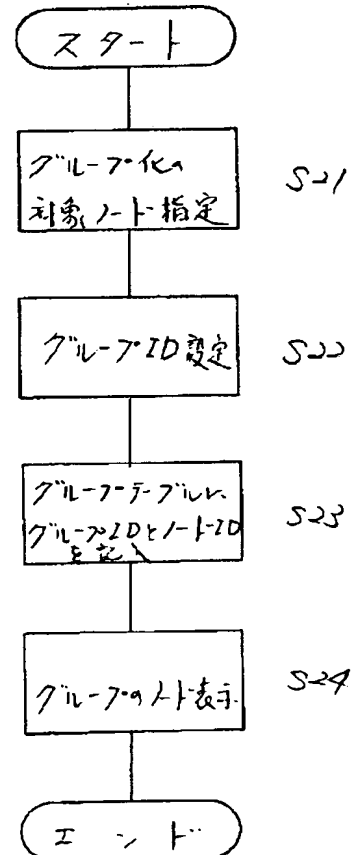 スタート
グループ化の
対象ノード指定
S21
グループID設定
S22
グループテーブルに
グループIDとノードID
を記入
S23
グループのノード表示
S24
エンド